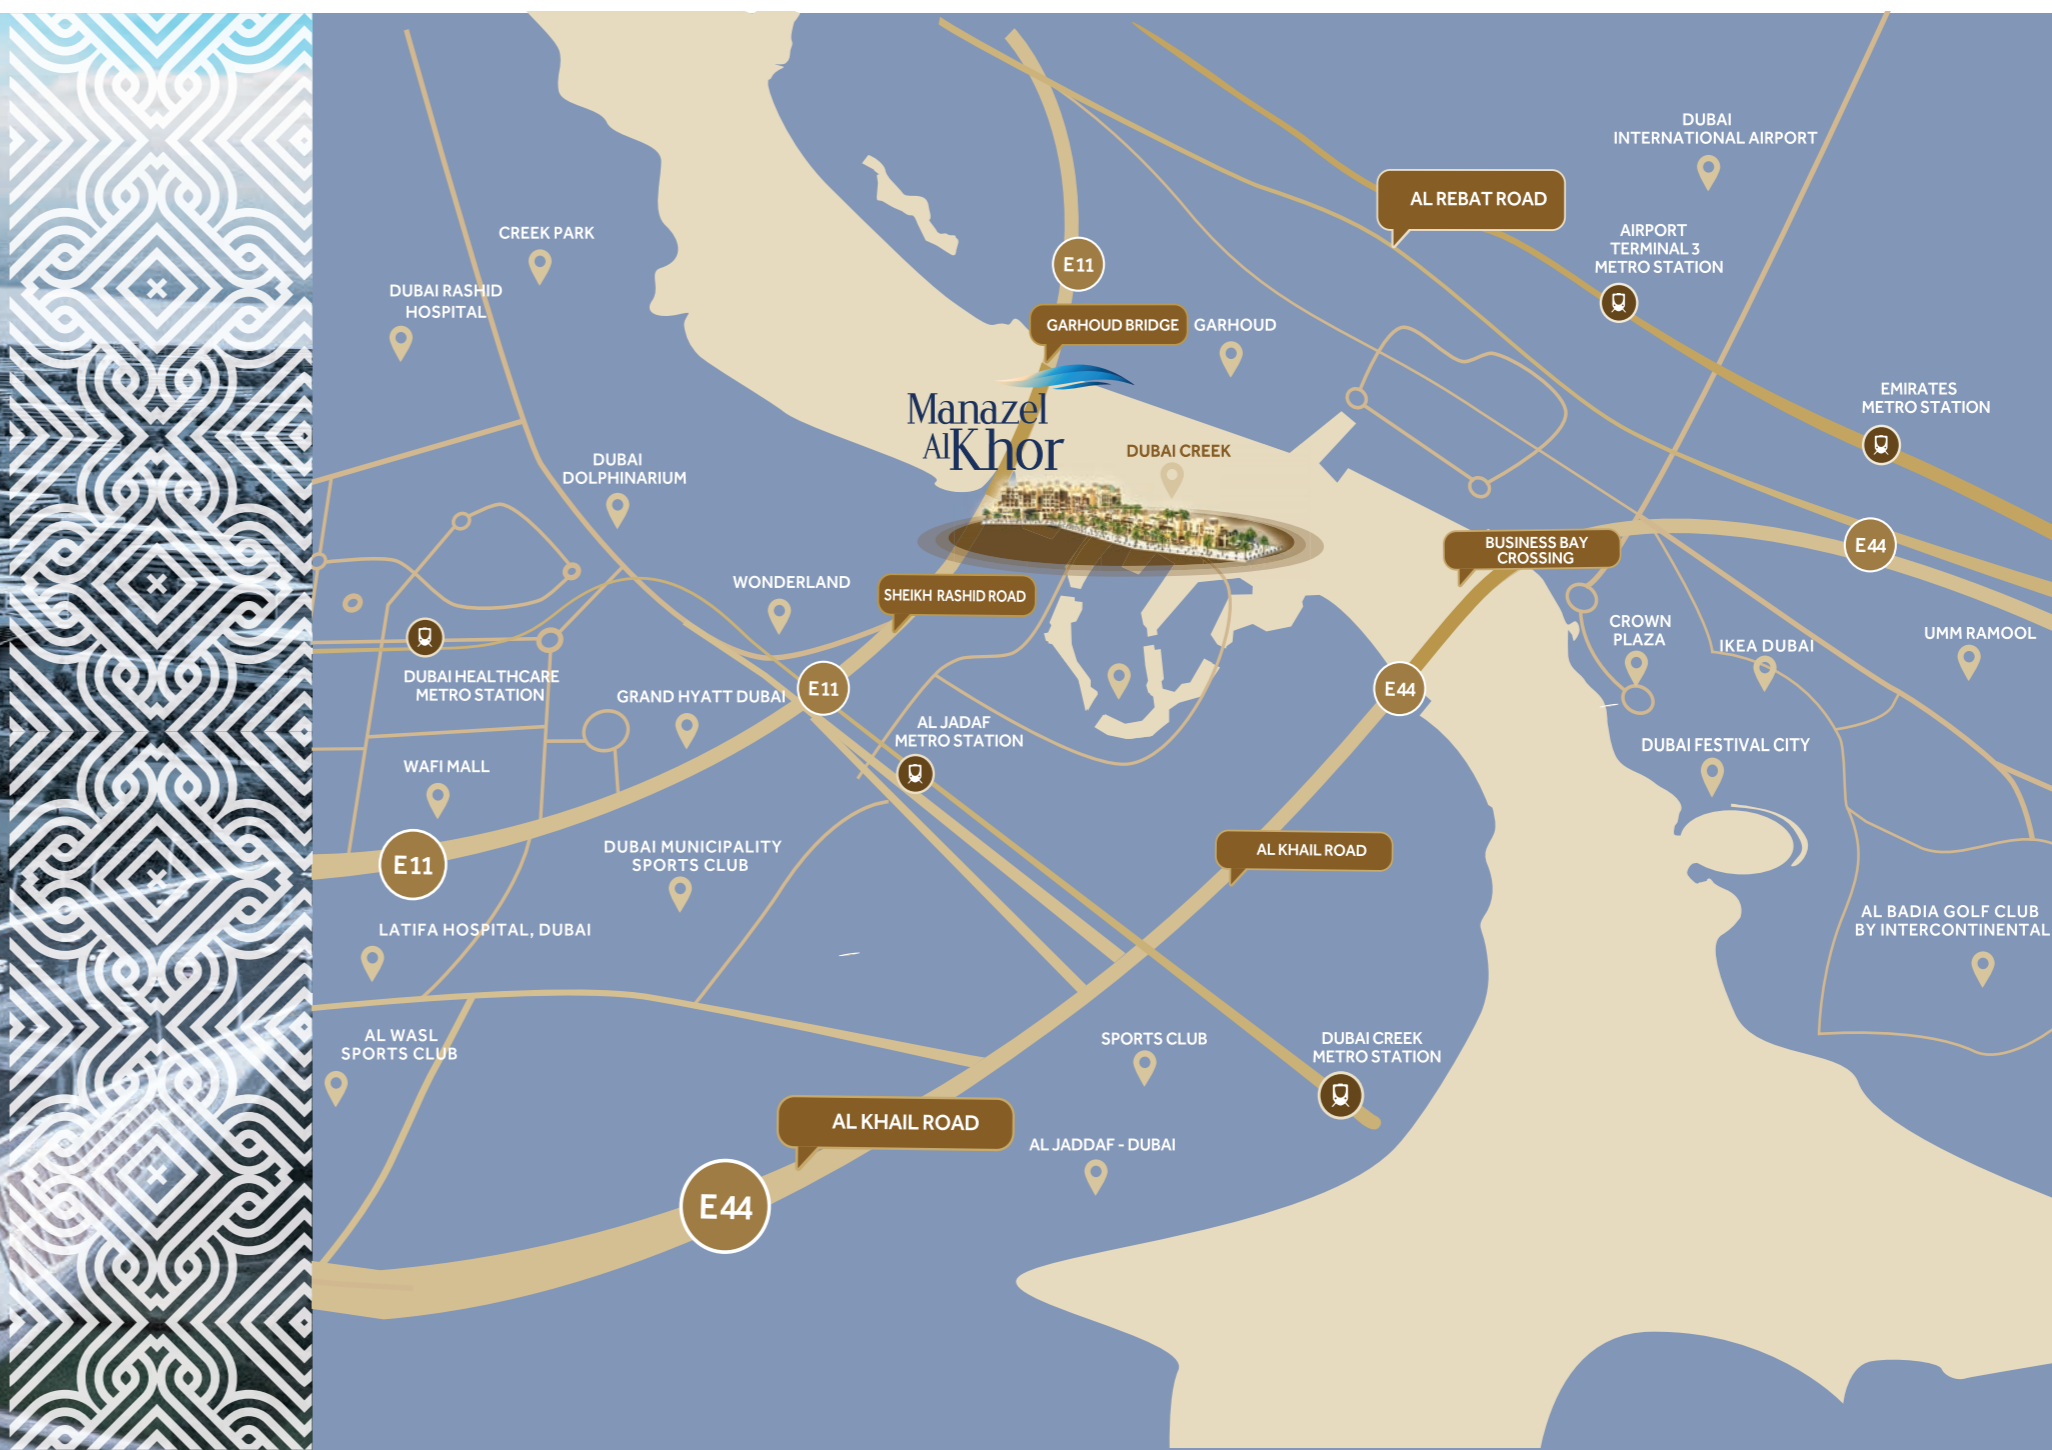 DUBAI
INTERNATIONAL AIRPORT
AL REBAT ROAD
CREEK PARK
AIRPORT
TERMINAL 3
METRO STATION
E11
DUBAI RASHID
HOSPITAL
GARHOUD BRIDGE
GARHOUD
Manazel
Al Khor
EMIRATES
METRO STATION
DUBAI CREEK
DUBAI
DOLPHINARIUM
BUSINESS BAY
CROSSING
E44
WONDERLAND
SHEIKH RASHID ROAD
CROWN
PLAZA
IKEA DUBAI
UMM RAMOOL
DUBAI HEALTHCARE
METRO STATION
GRAND HYATT DUBAI
E11
E44
AL JADAF
METRO STATION
DUBAI FESTIVAL CITY
WAFI MALL
E11
DUBAI MUNICIPALITY
SPORTS CLUB
AL KHAIL ROAD
LATIFA HOSPITAL, DUBAI
AL BADIA GOLF CLUB
BY INTERCONTINENTAL
AL WASL
SPORTS CLUB
SPORTS CLUB
DUBAI CREEK
METRO STATION
AL KHAIL ROAD
AL JADDAF - DUBAI
E44